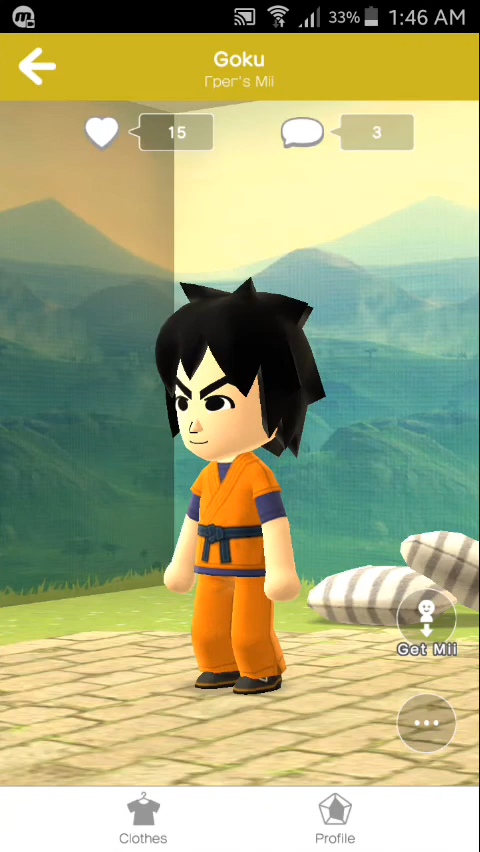 33% 1:46 AM
Goku
Грег's Mii
15
3
Get Mii
Clothes
Profile